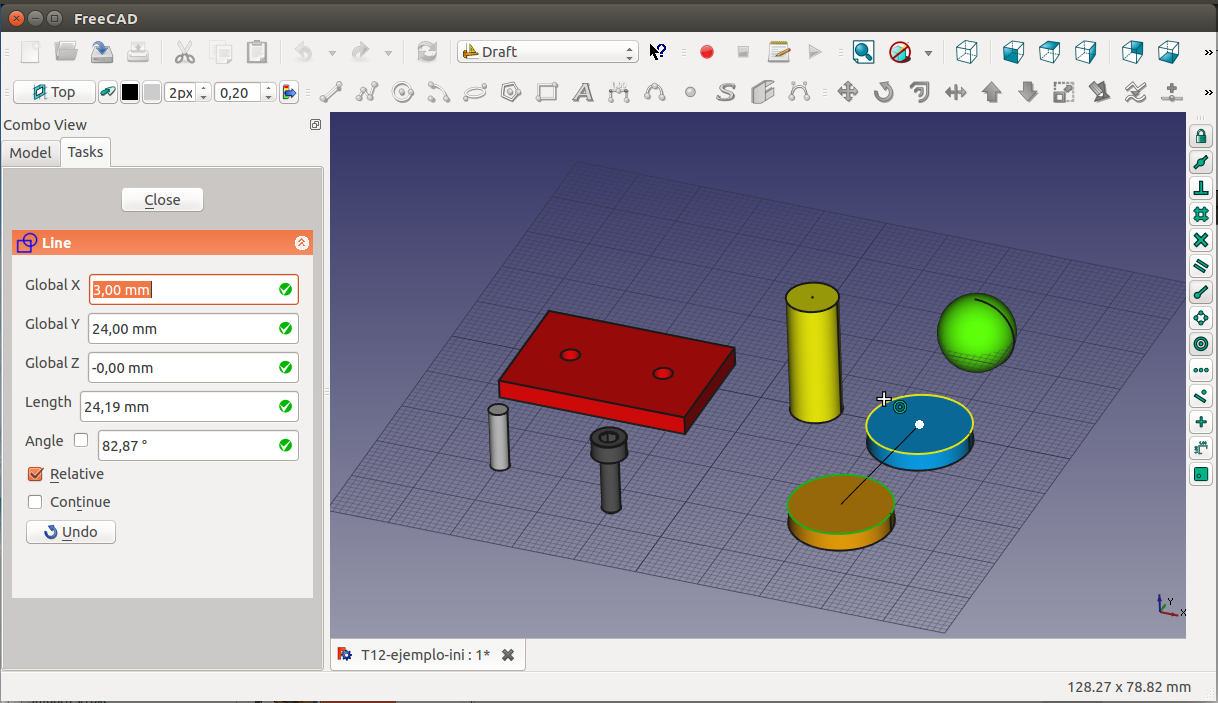 FreeCAD
Draft
Top
2px
0,20
Combo View
Model
Tasks
Close
Line
Global X
3,00 mm
Global Y
24,00 mm
Global Z
-0,00 mm
Length
24,19 mm
Angle
82,87 °
Relative
Continue
Undo
Y
X
T12-ejemplo-ini : 1*
128.27 x 78.82 mm